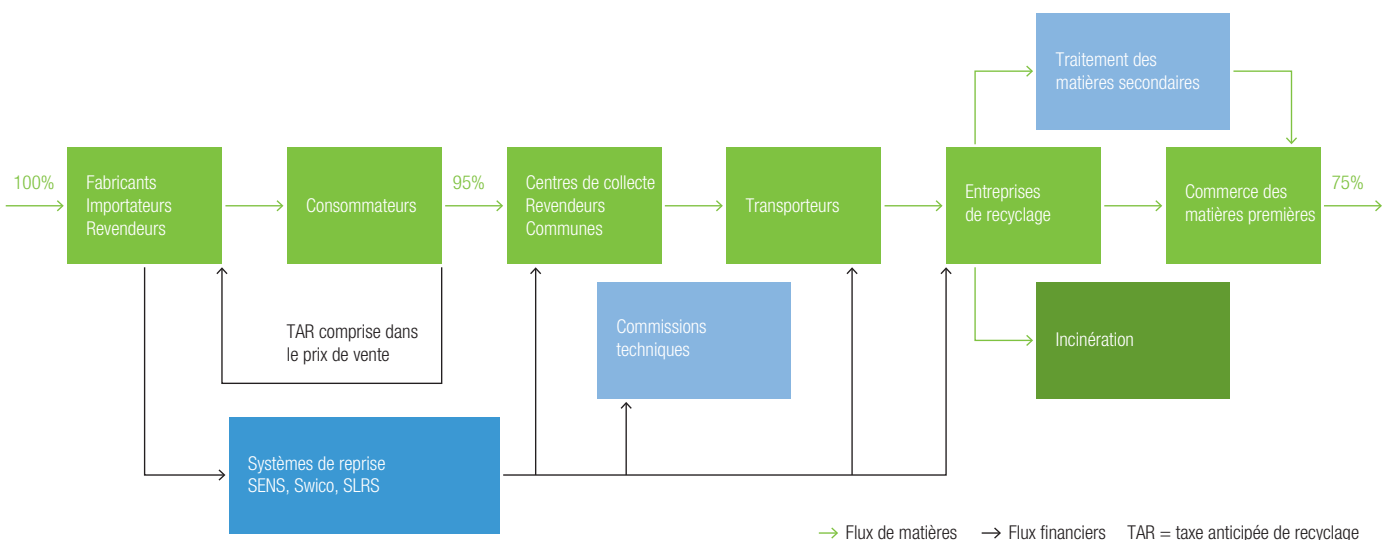 Traitement des
matières secondaires
100%
Fabricants
Importateurs
Revendeurs
Consommateurs
95%
Centres de collecte
Revendeurs
Communes
Transporteurs
Entreprises
de recyclage
Commerce des
matières premières
75%
TAR comprise dans
le prix de vente
Commissions
techniques
Incinération
Systèmes de reprise
SENS, Swico, SLRS
Flux de matières
Flux financiers
TAR = taxe anticipée de recyclage